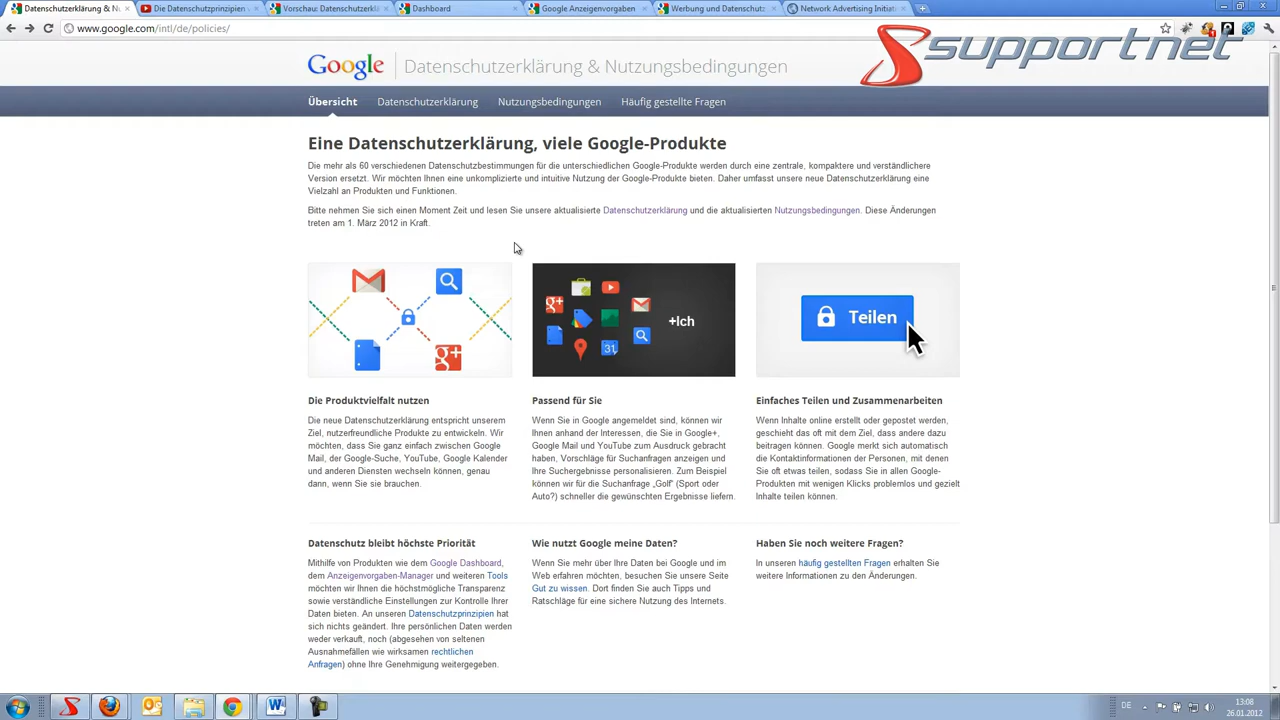 Datenschutzerklärung & Nu
Die Datenschutzprinzipien
Vorschau: Datenschutzerklä
Dashboard
Google Anzeigenvorgaben
Werbung und Datenschutz
Network Advertising Initiati
www.google.com/intl/de/policies/
supportnet
Google
Datenschutzerklärung & Nutzungsbedingungen
Übersicht
Datenschutzerklärung
Nutzungsbedingungen
Häufig gestellte Fragen
Eine Datenschutzerklärung, viele Google-Produkte
Die mehr als 60 verschiedenen Datenschutzbestimmungen für die unterschiedlichen Google-Produkte werden durch eine zentrale, kompaktere und verständlichere
Version ersetzt. Wir möchten Ihnen eine unkomplizierte und intuitive Nutzung der Google-Produkte bieten. Daher umfasst unsere neue Datenschutzerklärung eine
Vielzahl an Produkten und Funktionen.
Bitte nehmen Sie sich einen Moment Zeit und lesen Sie unsere aktualisierte Datenschutzerklärung und die aktualisierten Nutzungsbedingungen. Diese Änderungen
treten am 1. März 2012 in Kraft.
g+
g+
31
+Ich
Teilen
Die Produktvielfalt nutzen
Die neue Datenschutzerklärung entspricht unserem
Ziel, nutzerfreundliche Produkte zu entwickeln. Wir
möchten, dass Sie ganz einfach zwischen Google
Mail, der Google-Suche, YouTube, Google Kalender
und anderen Diensten wechseln können, genau
dann, wenn Sie sie brauchen.
Passend für Sie
Wenn Sie in Google angemeldet sind, können wir
Ihnen anhand der Interessen, die Sie in Google+,
Google Mail und YouTube zum Ausdruck gebracht
haben, Vorschläge für Suchanfragen anzeigen und
Ihre Suchergebnisse personalisieren. Zum Beispiel
können wir für die Suchanfrage „Golf“ (Sport oder
Auto?) schneller die gewünschten Ergebnisse liefern.
Einfaches Teilen und Zusammenarbeiten
Wenn Inhalte online erstellt oder gepostet werden,
geschieht das oft mit dem Ziel, dass andere dazu
beitragen können. Google merkt sich automatisch
die Kontaktinformationen der Personen, mit denen
Sie oft etwas teilen, sodass Sie in allen Google-
Produkten mit wenigen Klicks problemlos und gezielt
Inhalte teilen können.
Datenschutz bleibt höchste Priorität
Mithilfe von Produkten wie dem Google Dashboard,
dem Anzeigenvorgaben-Manager und weiteren Tools
möchten wir Ihnen die höchstmögliche Transparenz
sowie verständliche Einstellungen zur Kontrolle Ihrer
Daten bieten. An unseren Datenschutzprinzipien hat
sich nichts geändert. Ihre persönlichen Daten werden
weder verkauft, noch (abgesehen von seltenen
Ausnahmefällen wie wirksamen rechtlichen
Anfragen) ohne Ihre Genehmigung weitergegeben.
Wie nutzt Google meine Daten?
Wenn Sie mehr über Ihre Daten bei Google und im
Web erfahren möchten, besuchen Sie unsere Seite
Gut zu wissen. Dort finden Sie auch Tipps und
Ratschläge für eine sichere Nutzung des Internets.
Haben Sie noch weitere Fragen?
In unseren häufig gestellten Fragen erhalten Sie
weitere Informationen zu den Änderungen.
DE
13:08
26.01.2012